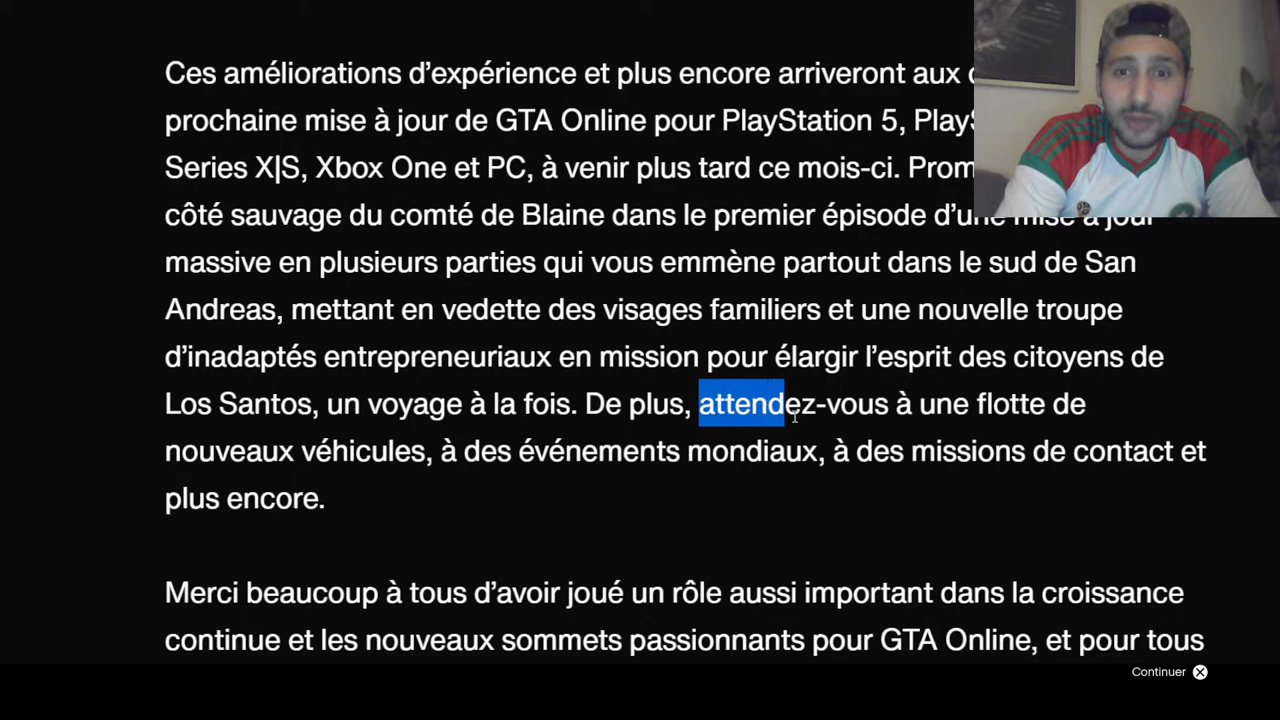 Ces améliorations d’expérience et plus encore arriveront aux
prochaine mise à jour de GTA Online pour PlayStation 5,
Series X|S, Xbox One et PC, à venir plus tard ce mois-ci.
côté sauvage du comté de Blaine dans le premier épisode d’une mise à jour
massive en plusieurs parties qui vous emmène partout dans le sud de San
Andreas, mettant en vedette des visages familiers et une nouvelle troupe
d’inadaptés entrepreneuriaux en mission pour élargir l’esprit des citoyens de
Los Santos, un voyage à la fois. De plus, attendez-vous à une flotte de
nouveaux véhicules, à des événements mondiaux, à des missions de contact et
plus encore.
Merci beaucoup à tous d’avoir joué un rôle aussi important dans la croissance
continue et les nouveaux sommets passionnants pour GTA Online, et pour tous
Continuer